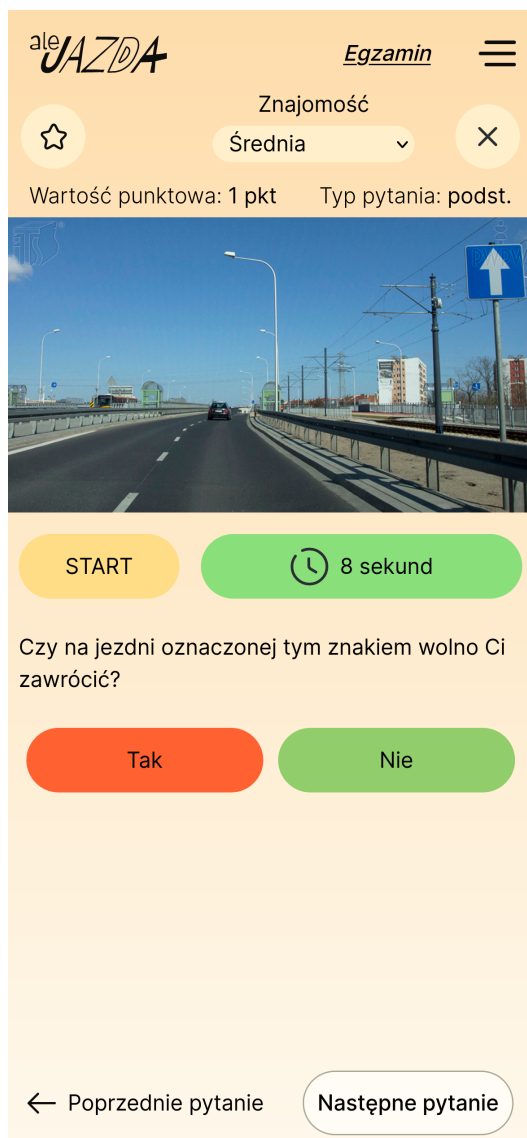 ale JAZDA
Egzamin
Znajomość
Średnia
Wartość punktowa: 1 pkt
Typ pytania: podst.
START
8 sekund
Czy na jezdni oznaczonej tym znakiem wolno Ci
zawrócić?
Tak
Nie
Poprzednie pytanie
Następne pytanie